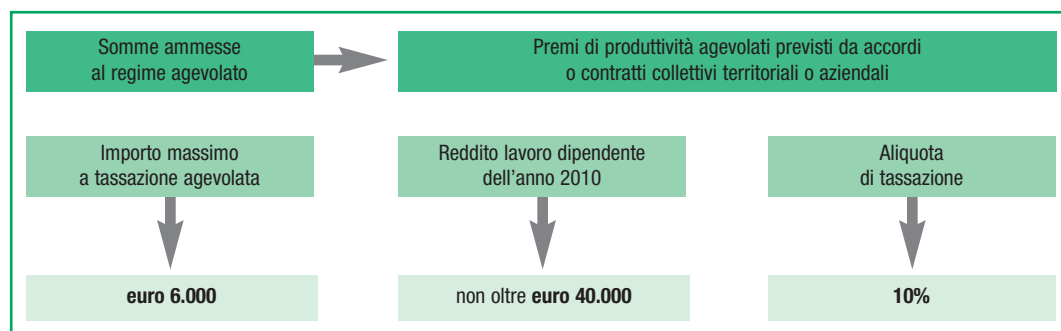 Somme ammesse
al regime agevolato
Premi di produttività agevolati previsti da accordi
o contratti collettivi territoriali o aziendali
Importo massimo
a tassazione agevolata
Reddito lavoro dipendente
dell'anno 2010
Aliquota
di tassazione
euro 6.000
non oltre euro 40.000
10%